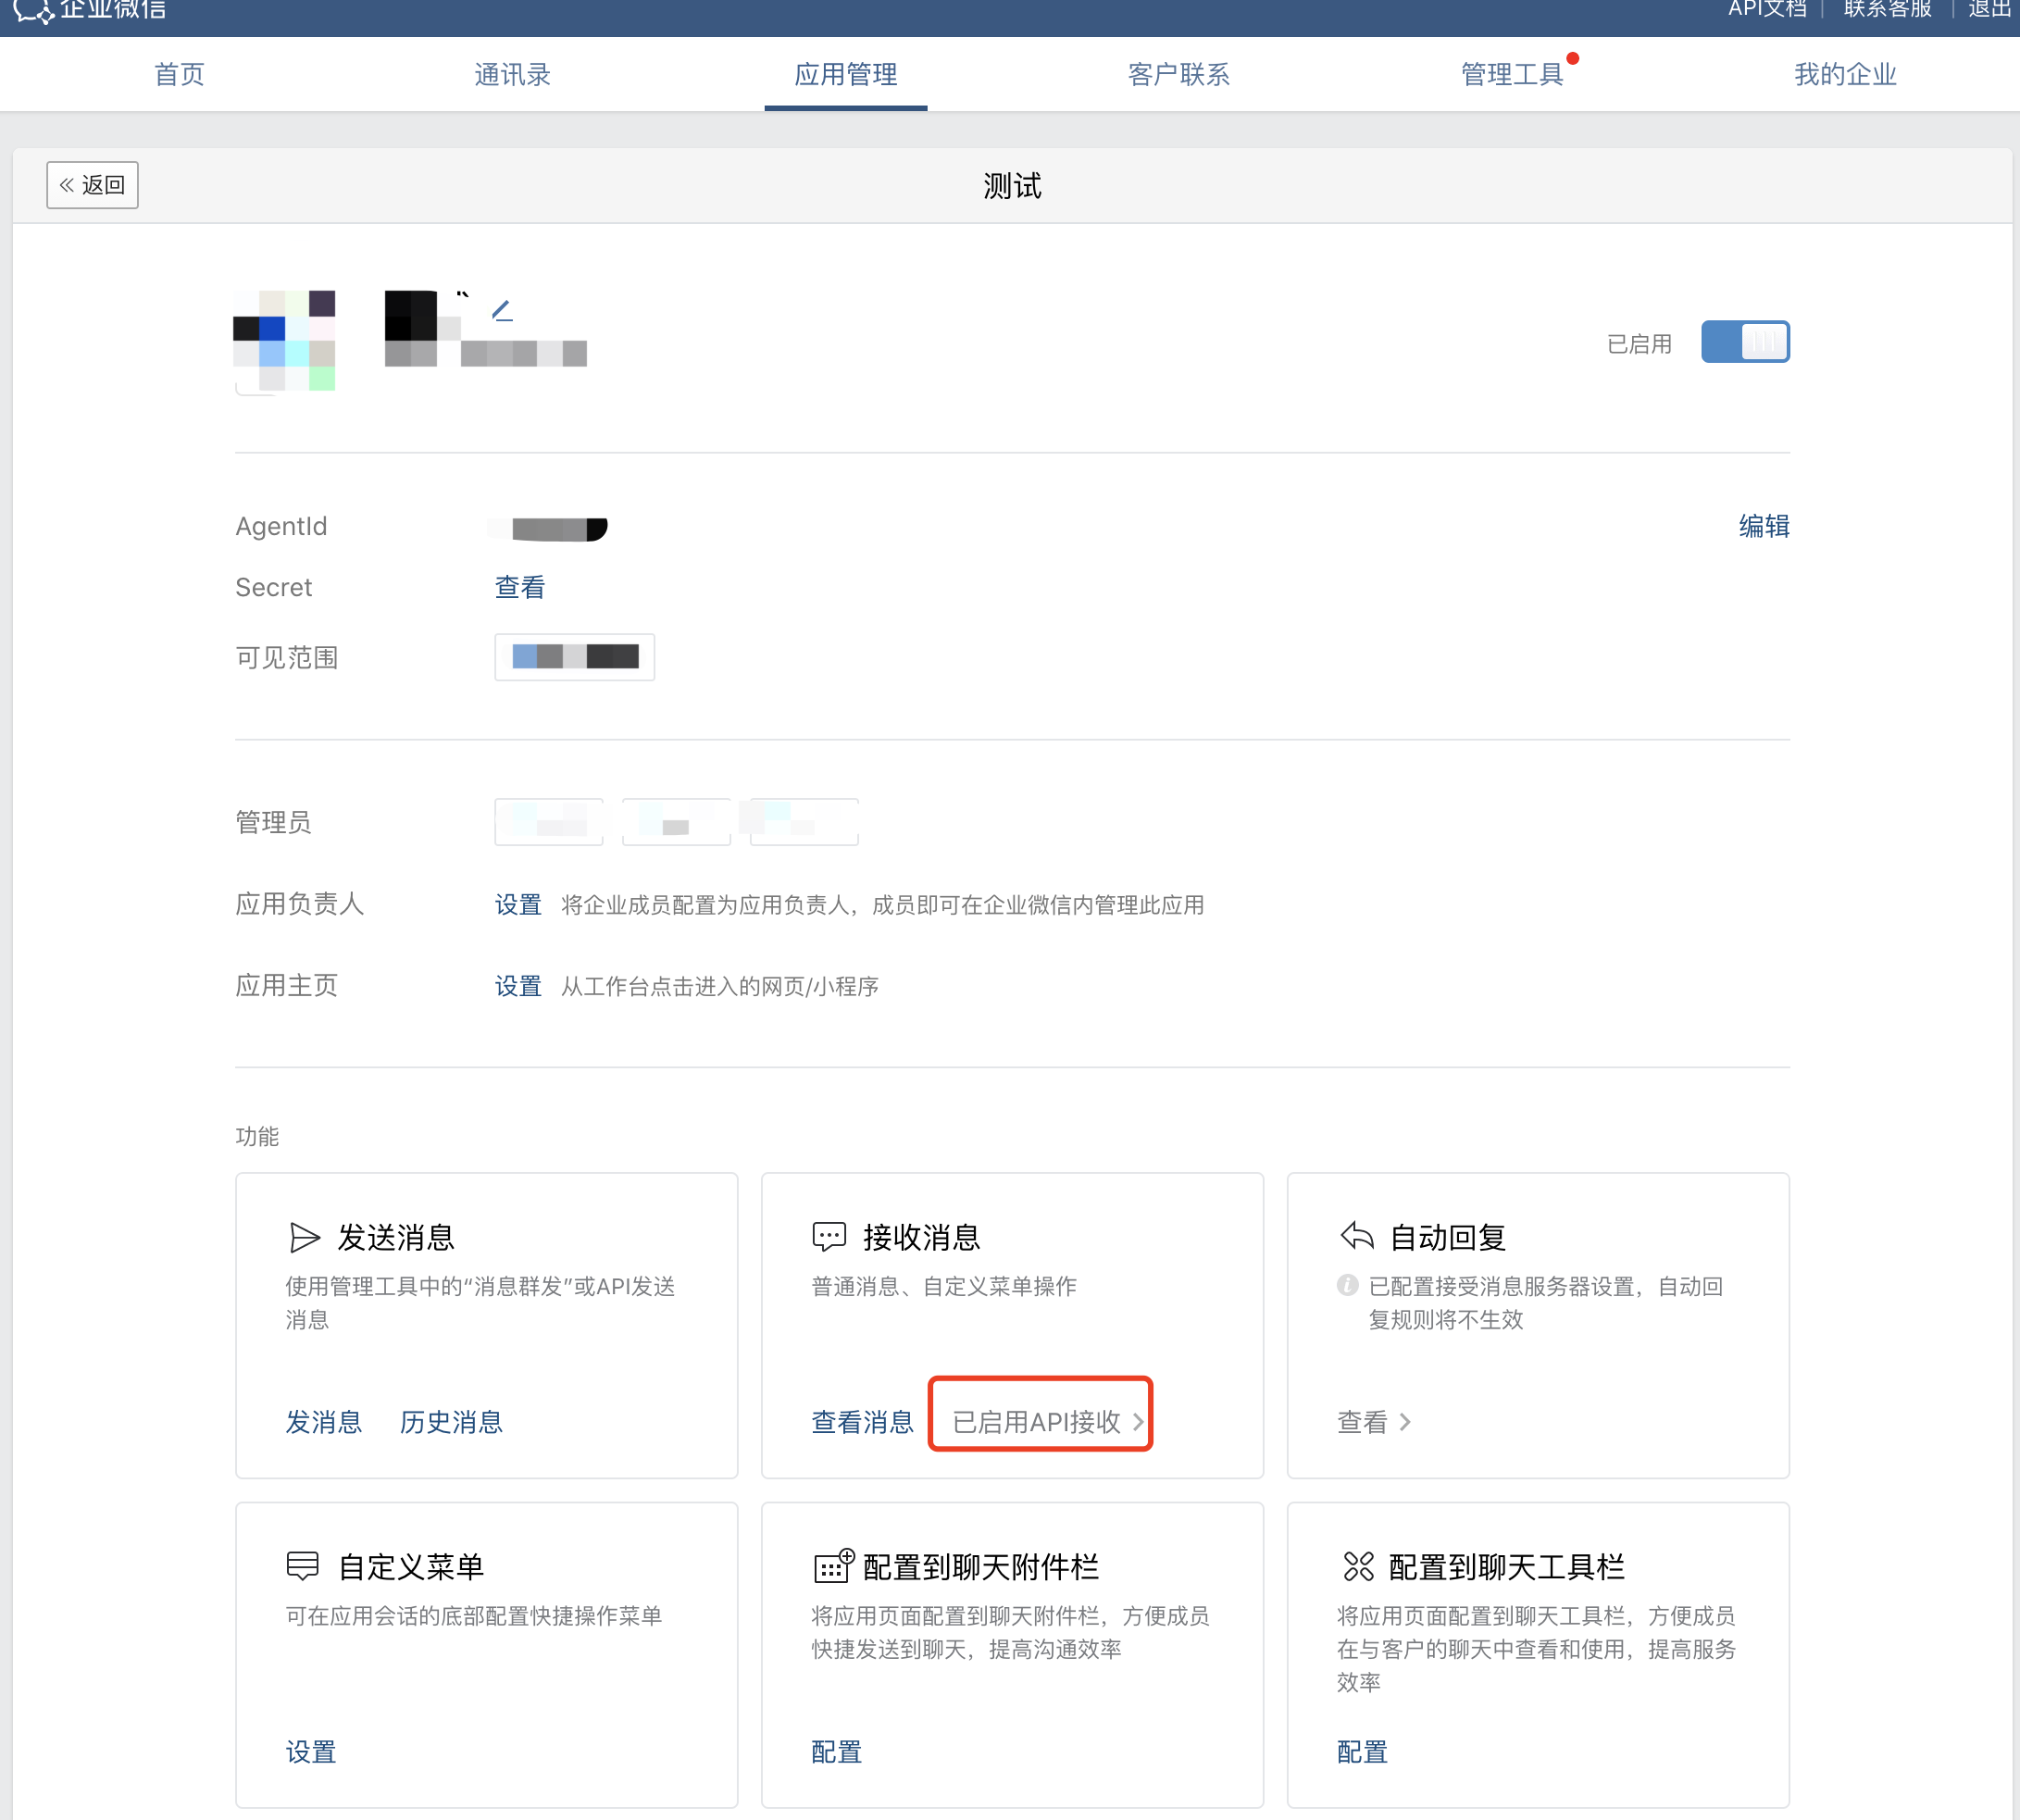 企业微信
API文档 联系客服 退出
首页 通讯录 应用管理 客户联系 管理工具 我的企业
« 返回
测试
已启用
AgentId
编辑
Secret 查看
可见范围
管理员
应用负责人 设置 将企业成员配置为应用负责人，成员即可在企业微信内管理此应用
应用主页 设置 从工作台点击进入的网页/小程序
功能
发送消息
使用管理工具中的“消息群发”或API发送
消息
发消息 历史消息
接收消息
普通消息、自定义菜单操作
查看消息 已启用API接收 >
自动回复
已配置接受消息服务器设置，自动回
复规则将不生效
查看 >
自定义菜单
可在应用会话的底部配置快捷操作菜单
设置
配置到聊天附件栏
将应用页面配置到聊天附件栏，方便成员
快捷发送到聊天，提高沟通效率
配置
配置到聊天工具栏
将应用页面配置到聊天工具栏，方便成员
在与客户的聊天中查看和使用，提高服务
效率
配置